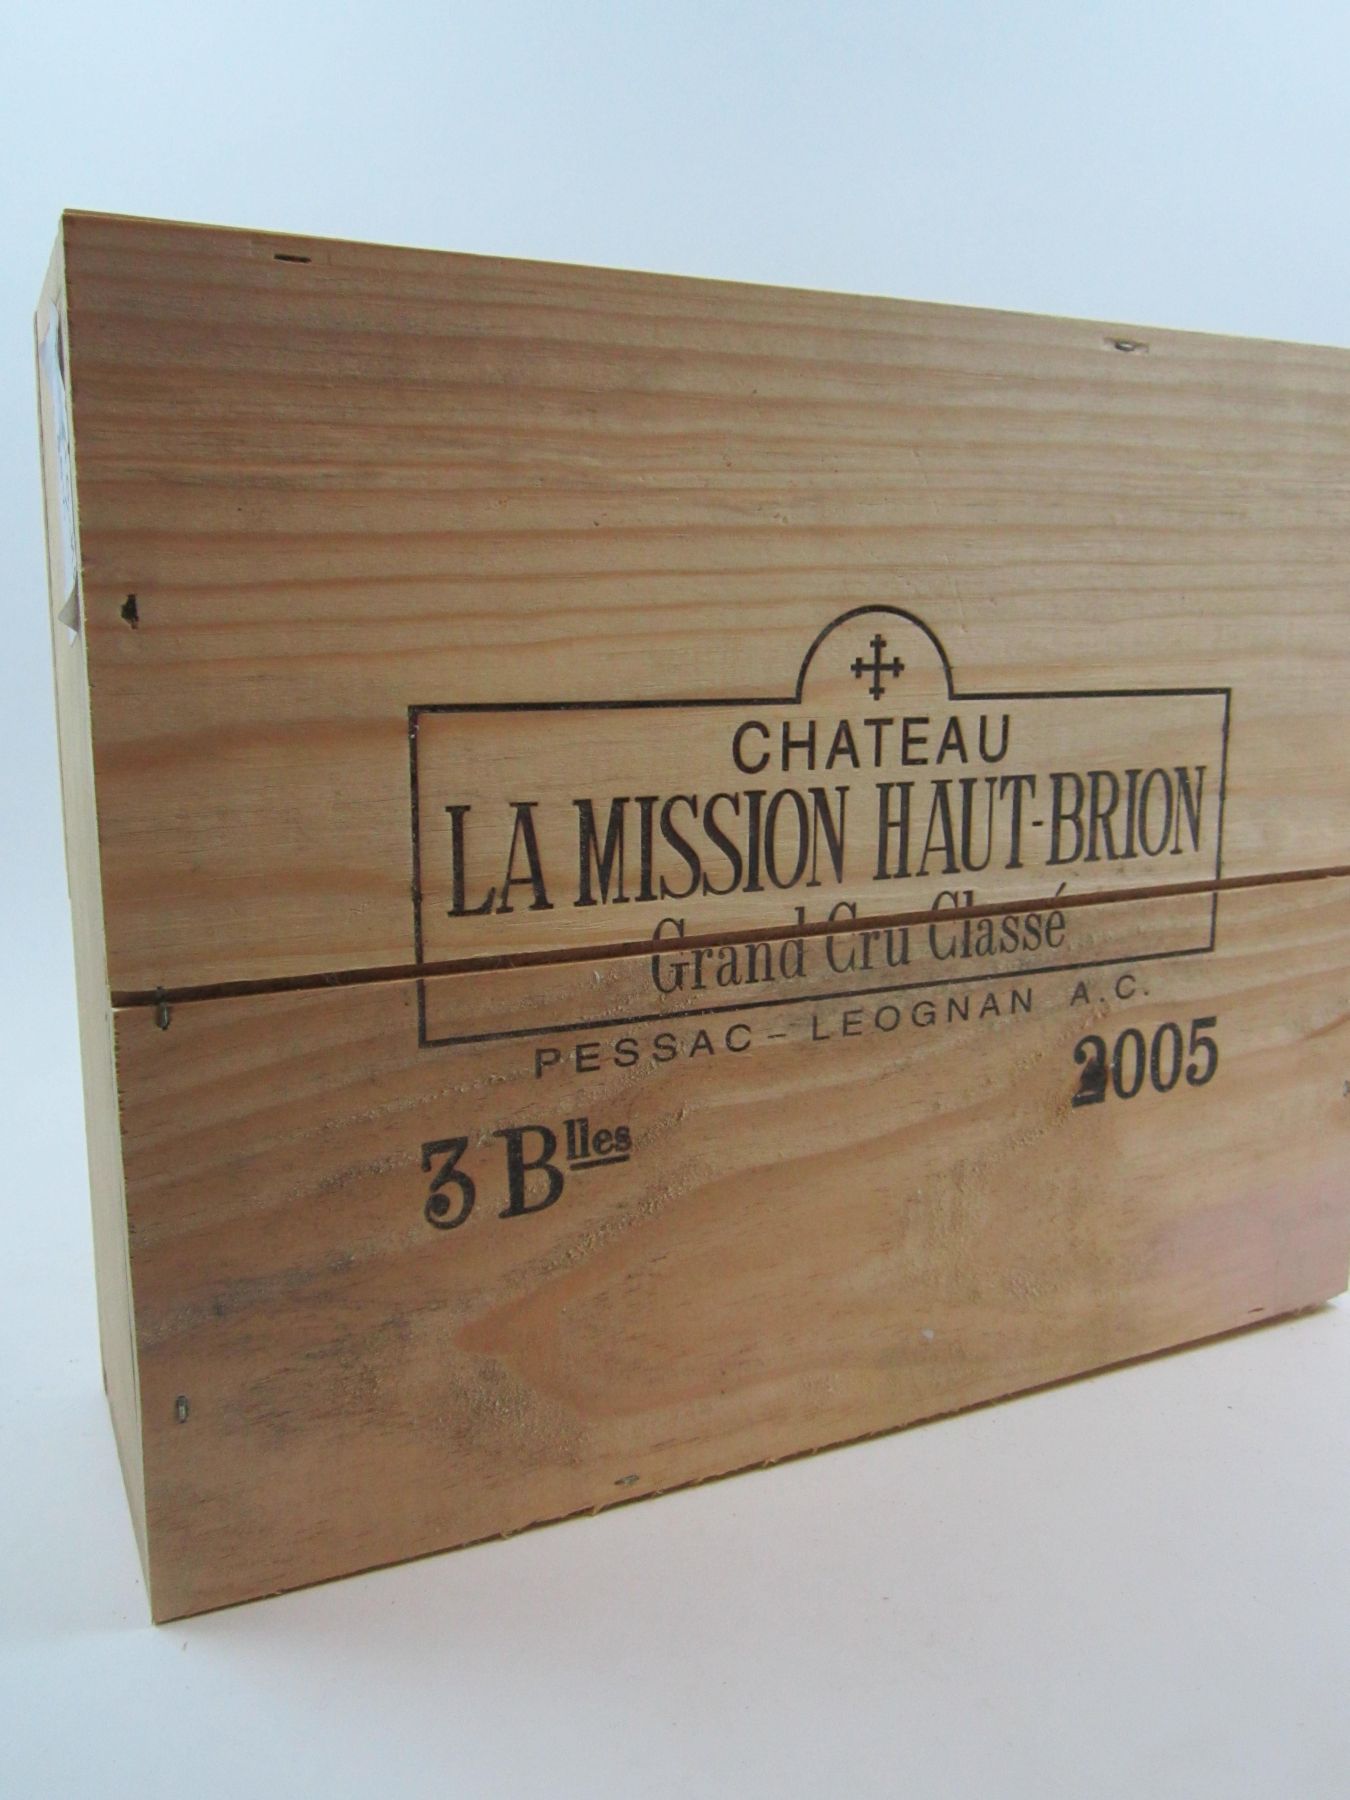 CHATEAU
LA MISSION HAUT-BRION
Grand Cru Classé
PESSAC-LEOGNAN A.C.
2005
3 Blles